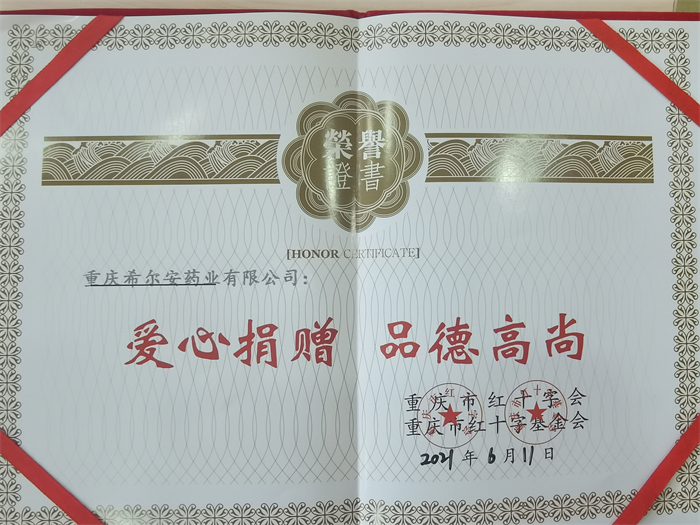 榮譽
證書
[HONOR CERTIFICATE]
重庆希尔安药业有限公司：
爱心捐赠 品德高尚
重庆市红十字会
重庆市红十字基金会
2021年6月11日